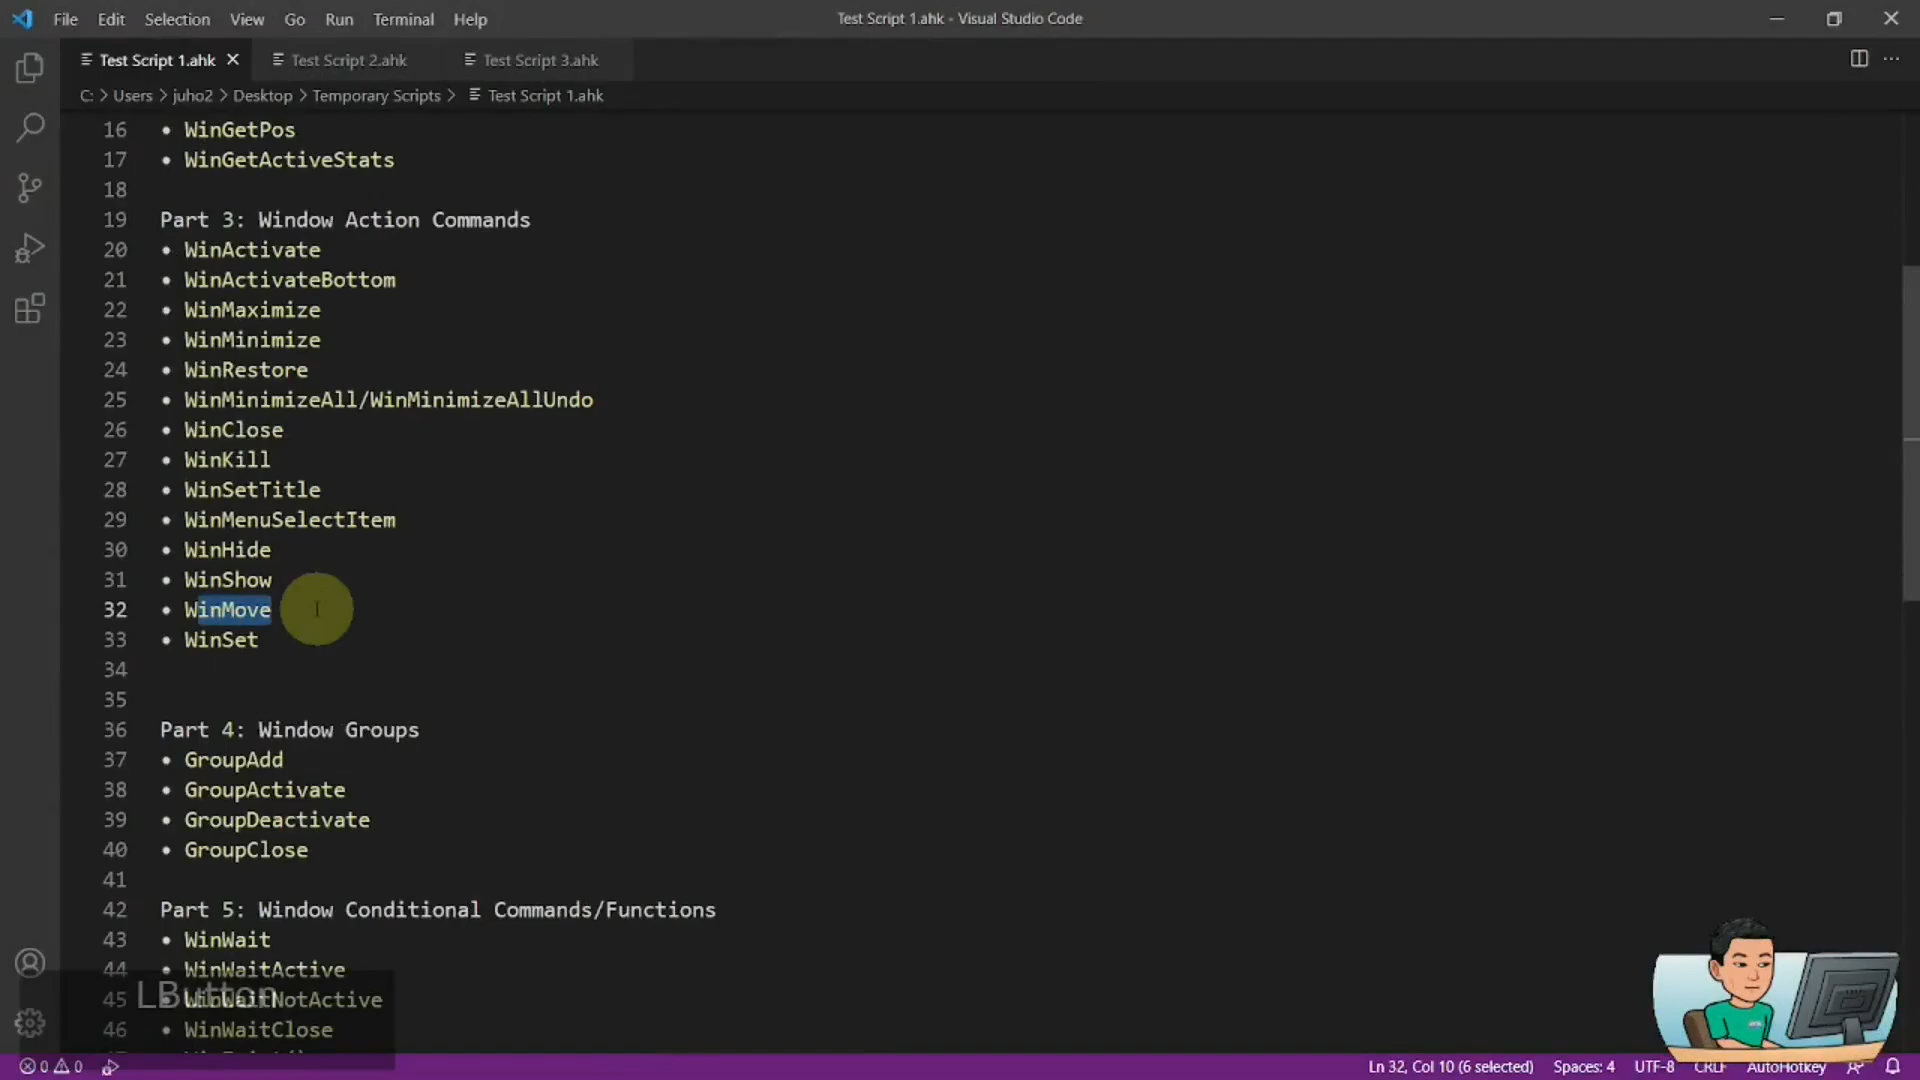 File Edit Selection View Go Run Terminal Help
Test Script 1.ahk - Visual Studio Code
Test Script 1.ahk Test Script 2.ahk Test Script 3.ahk
C: > Users > juho2 > Desktop > Temporary Scripts > Test Script 1.ahk
16 • WinGetPos
17 • WinGetActiveStats
18
19 Part 3: Window Action Commands
20 • WinActivate
21 • WinActivateBottom
22 • WinMaximize
23 • WinMinimize
24 • WinRestore
25 • WinMinimizeAll/WinMinimizeAllUndo
26 • WinClose
27 • WinKill
28 • WinSetTitle
29 • WinMenuSelectItem
30 • WinHide
31 • WinShow
32 • WinMove
33 • WinSet
34
35
36 Part 4: Window Groups
37 • GroupAdd
38 • GroupActivate
39 • GroupDeactivate
40 • GroupClose
41
42 Part 5: Window Conditional Commands/Functions
43 • WinWait
44 • WinWaitActive
LButton
45 • WinWaitNotActive
46 • WinWaitClose
0 0
Ln 32, Col 10 (6 selected) Spaces: 4 UTF-8 CRLF AutoHotkey